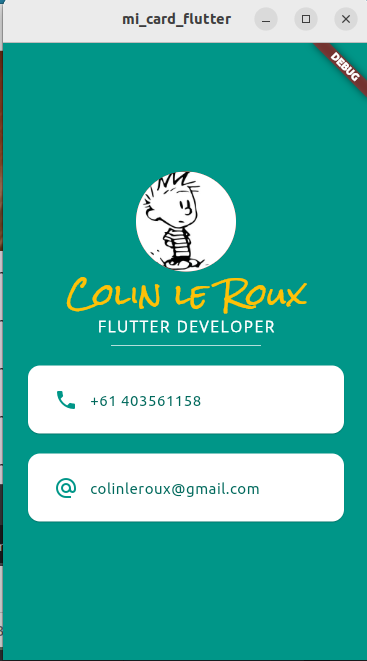 mi_card_flutter
DEBUG
Colin le Roux
FLUTTER DEVELOPER
+61 403561158
colinleroux@gmail.com